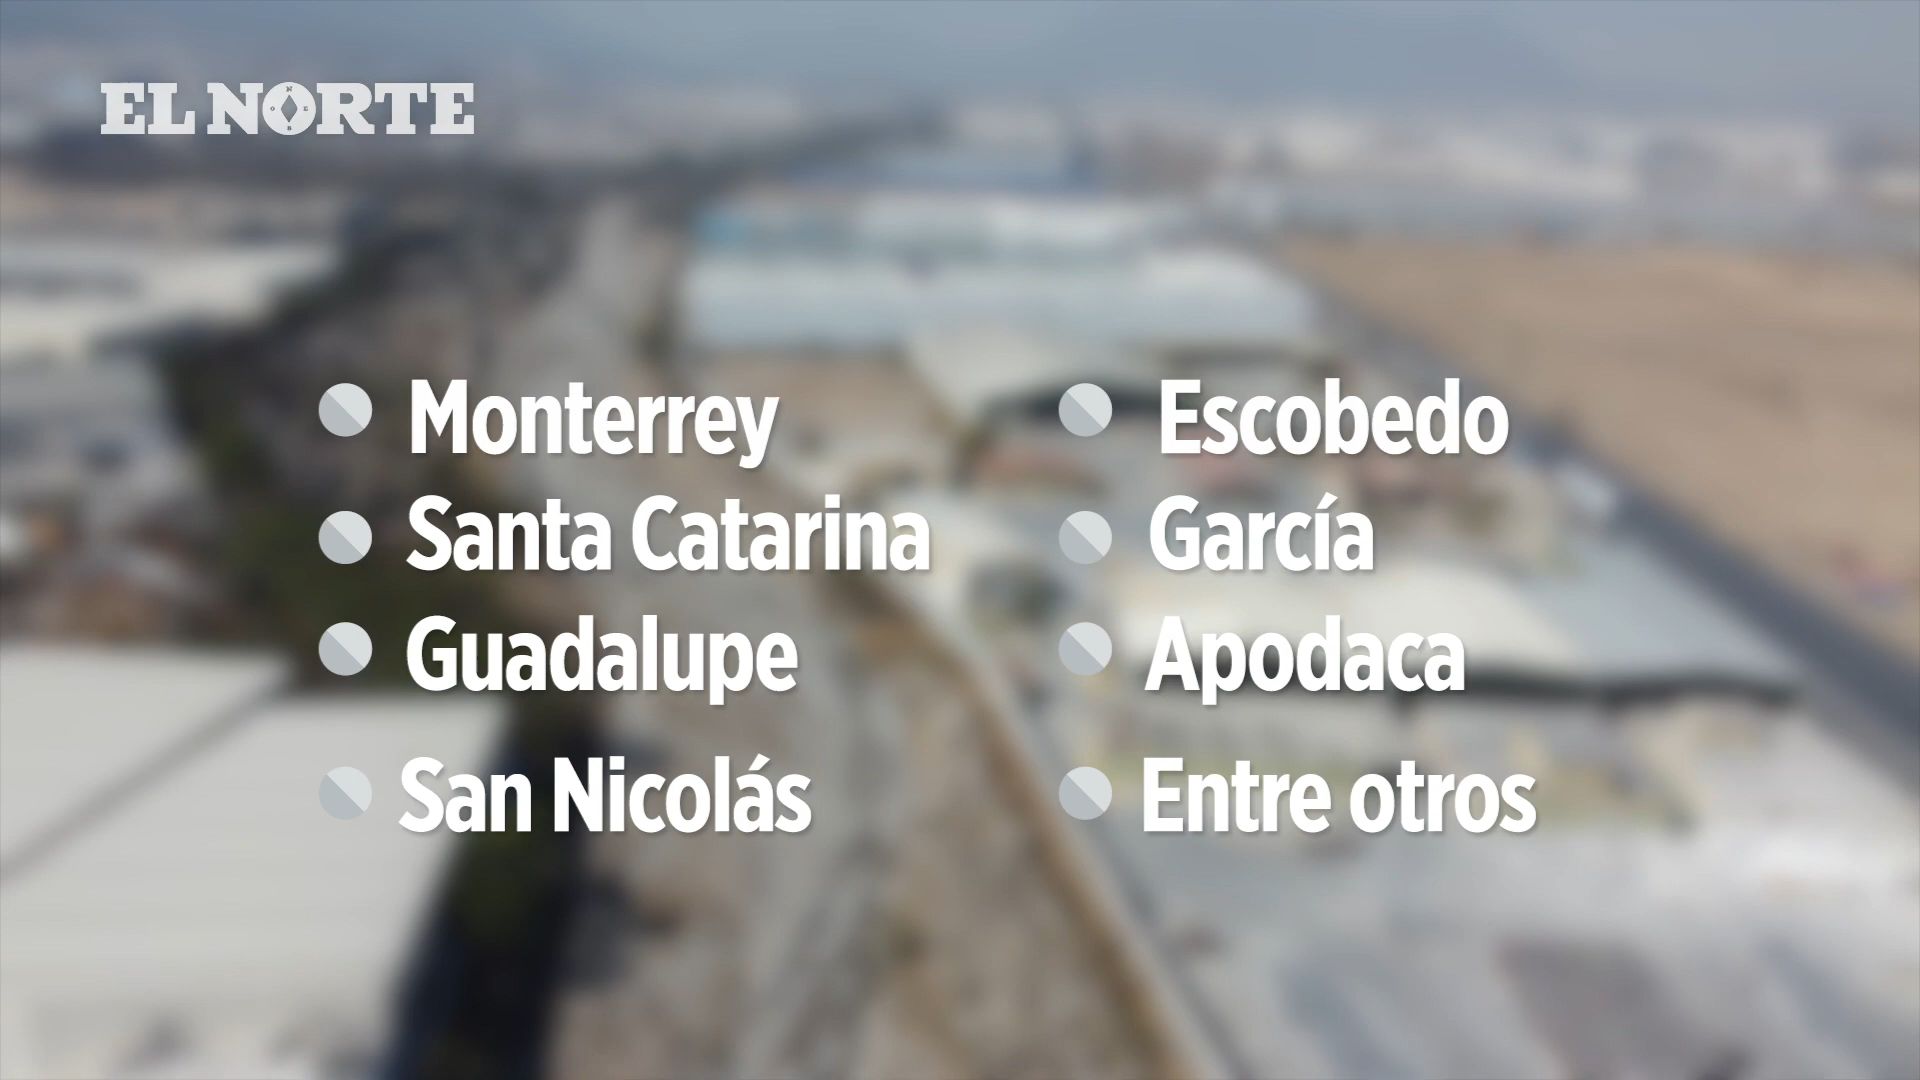 EL NORTE
Monterrey
Santa Catarina
Guadalupe
San Nicolás
Escobedo
García
Apodaca
Entre otros